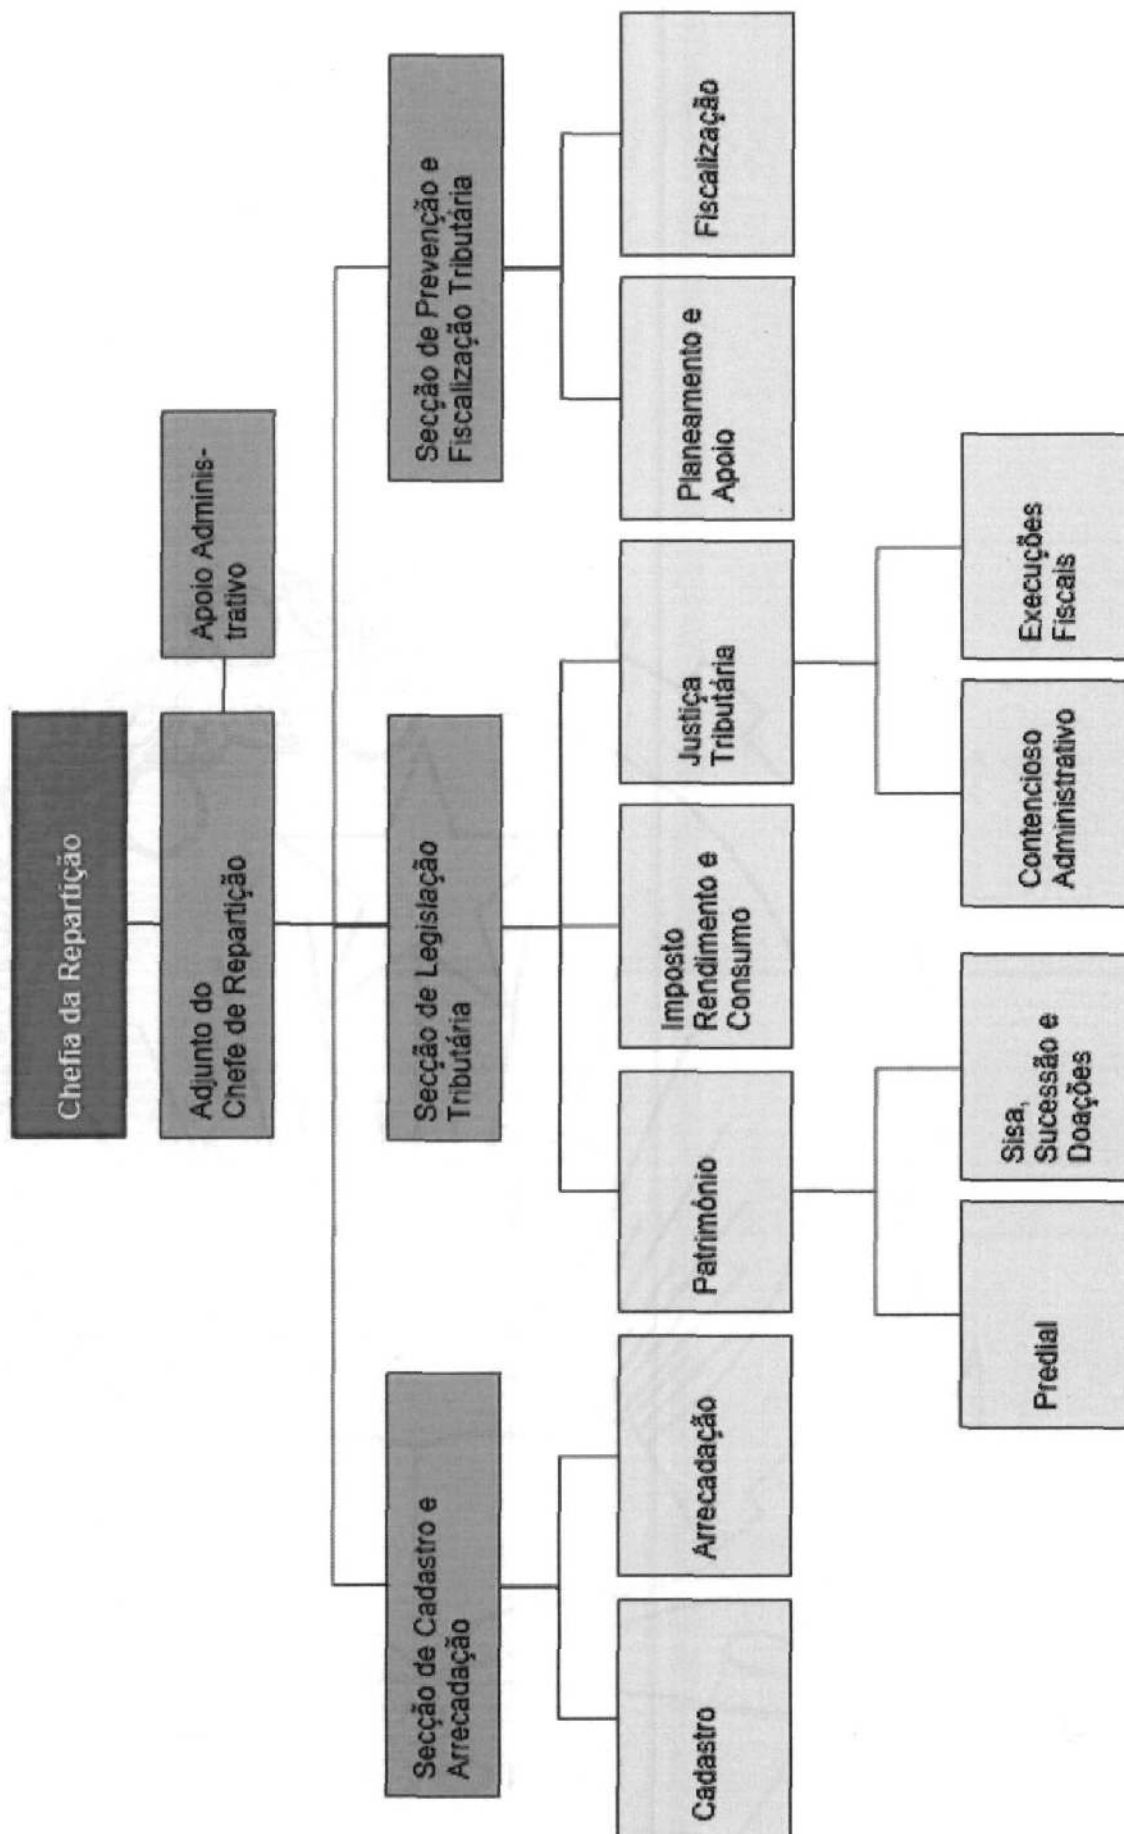 Chefia da Repartição
Adjunto do
Chefe de Repartição
Apoio Adminis-
trativo
Secção de Cadastro e
Arrecadação
Secção de Legislação
Tributária
Secção de Prevenção e
Fiscalização Tributária
Cadastro
Arrecadação
Património
Imposto
Rendimento e
Consumo
Justiça
Tributária
Planeamento e
Apoio
Fiscalização
Predial
Sisa,
Sucessão e
Doações
Contencioso
Administrativo
Execuções
Fiscais